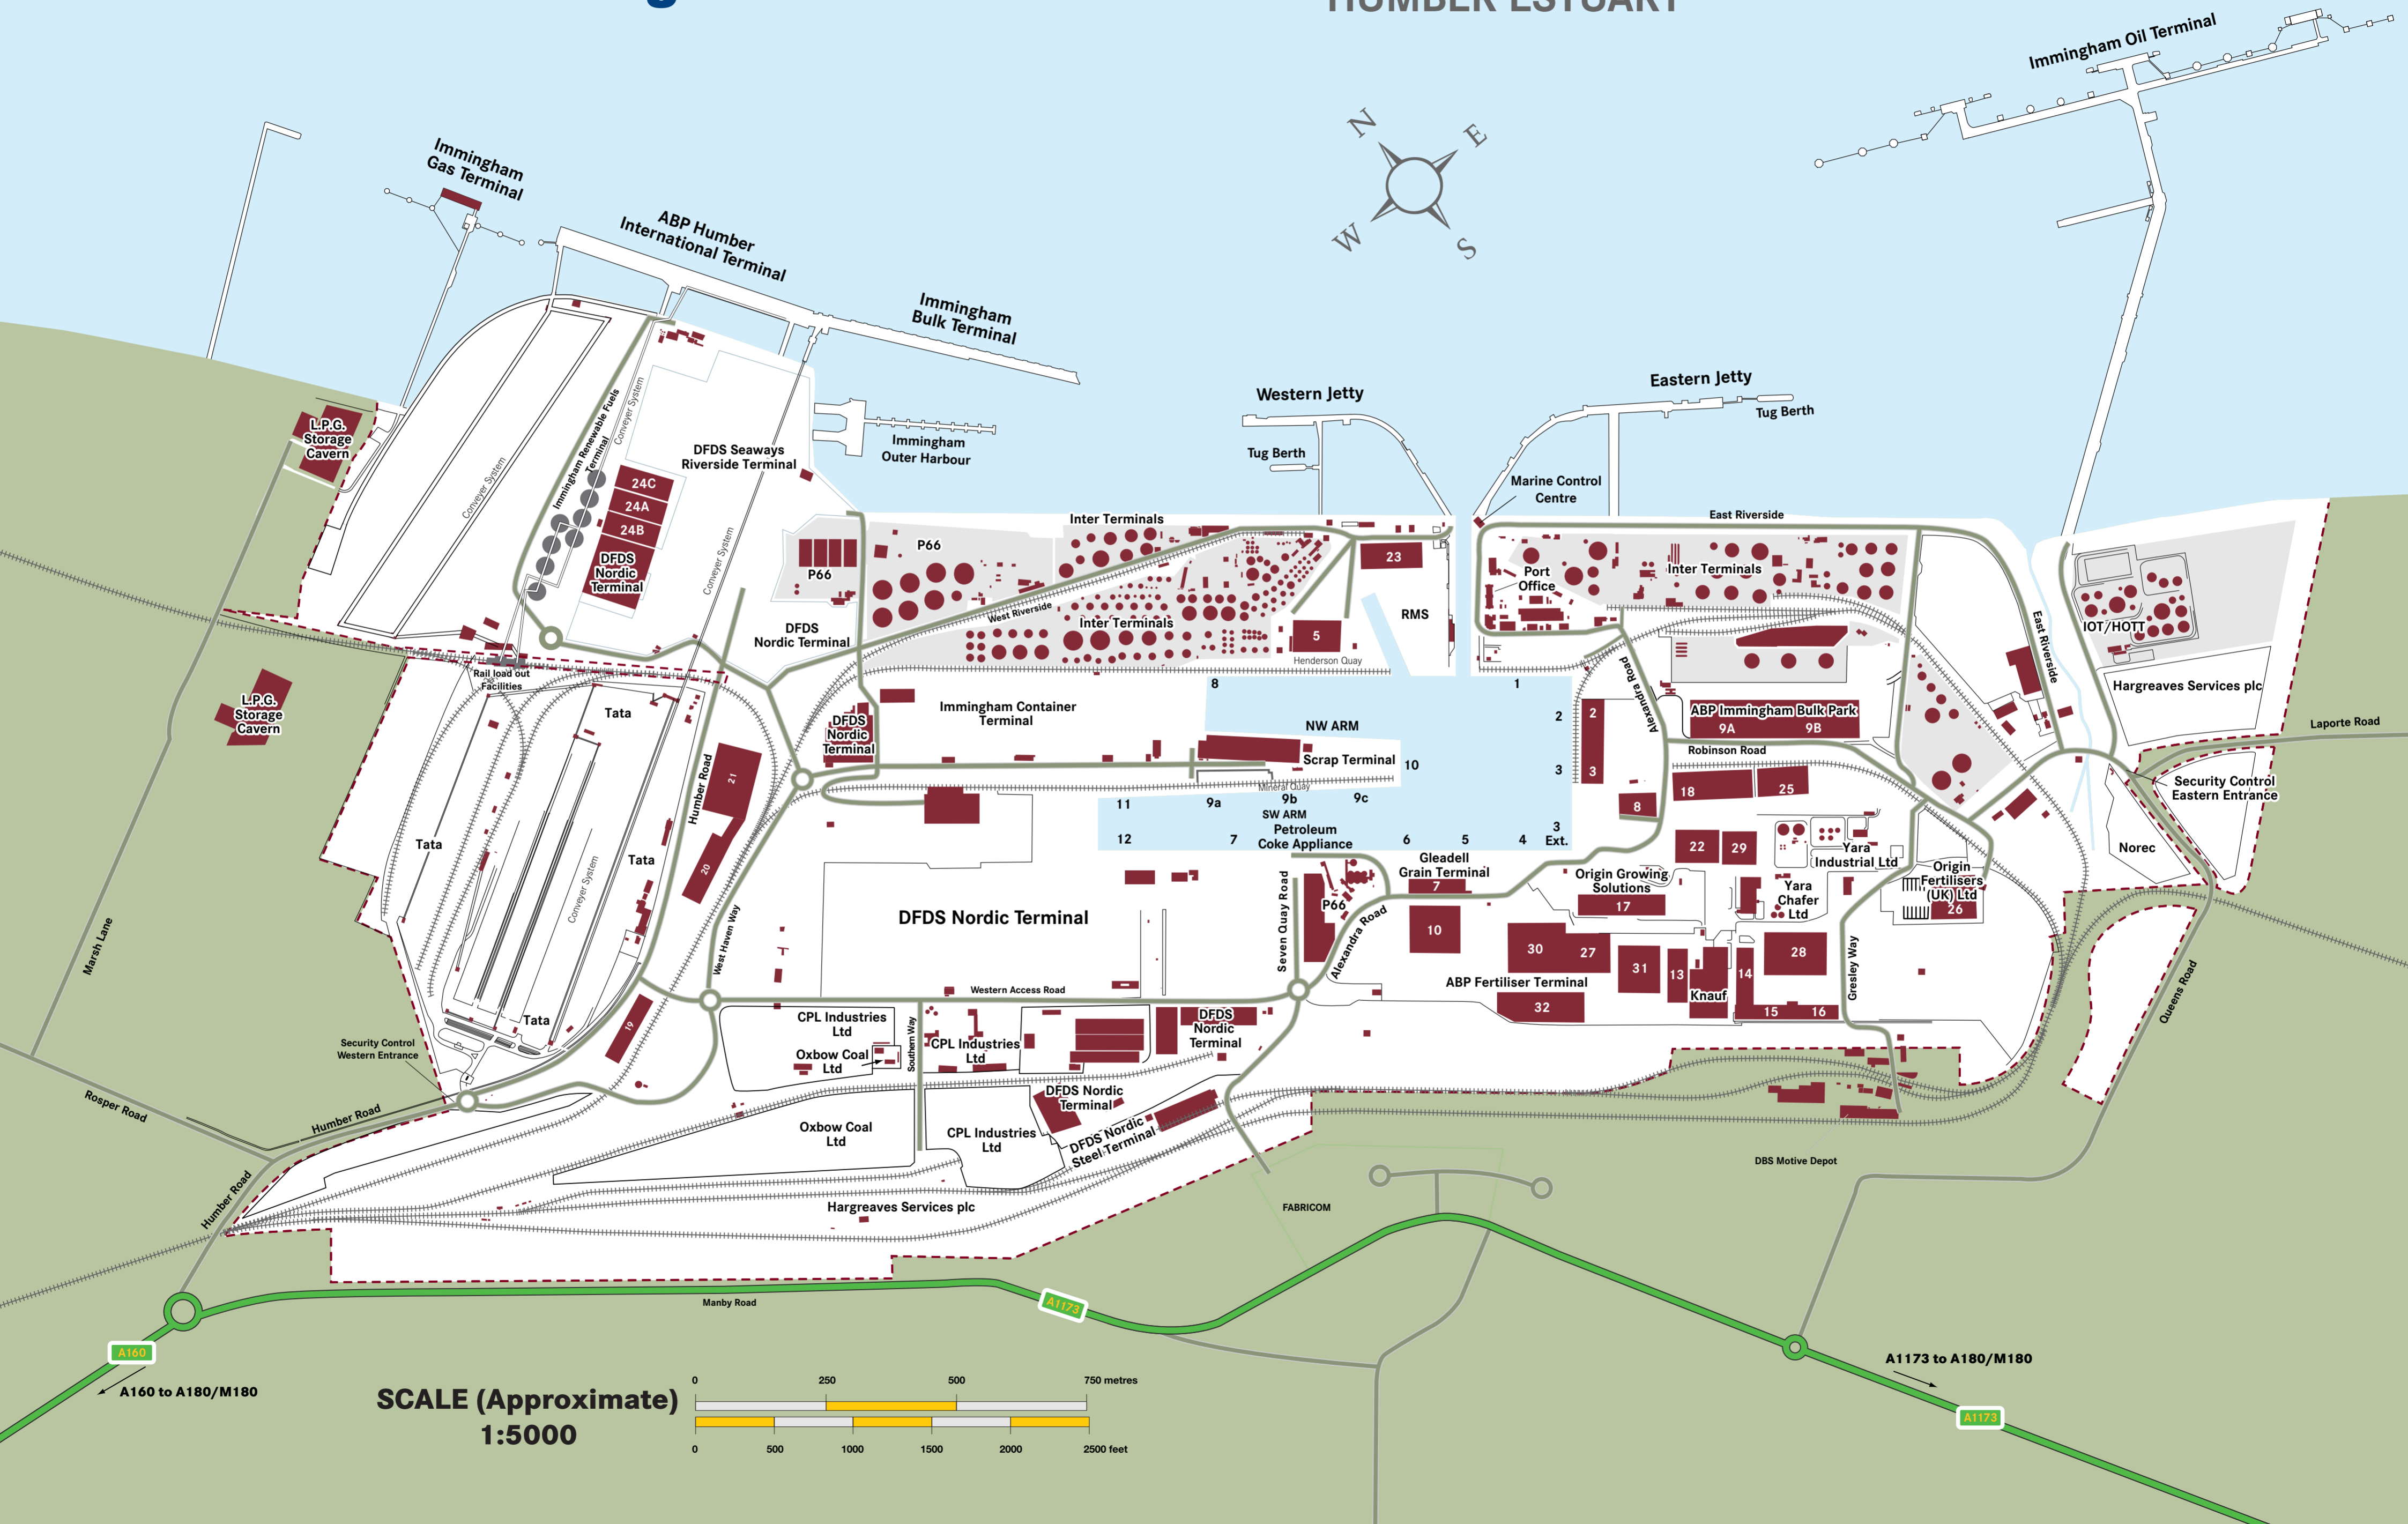 HUMBER ESTUARY
Immingham Oil Terminal
N
E
W
S
Immingham
Gas Terminal
ABP Humber
International Terminal
Immingham
Bulk Terminal
Western Jetty
Eastern Jetty
Tug Berth
Tug Berth
Immingham
Outer Harbour
Marine Control
Centre
L.P.G.
Storage
Cavern
Conveyer System
Immingham Renewable Fuels
Terminal
Conveyer System
DFDS Seaways
Riverside Terminal
24C
24A
24B
DFDS
Nordic
Terminal
Conveyer System
P66
P66
Inter Terminals
West Riverside
Inter Terminals
DFDS
Nordic Terminal
23
5
RMS
Henderson Quay
East Riverside
Port
Office
Inter Terminals
East Riverside
IOT/HOTT
Hargreaves Services plc
Laporte Road
Security Control
Eastern Entrance
Norec
L.P.G.
Storage
Cavern
Rail load out
Facilities
Tata
Tata
Tata
Tata
Conveyer System
Humber Road
21
20
19
DFDS
Nordic
Terminal
Immingham Container
Terminal
8
1
2
2
3
3
NW ARM
Scrap Terminal
10
Mineral Quay
11
9a
9b
9c
SW ARM
12
7
Petroleum
Coke Appliance
6
5
4
3
Ext.
Alexandra Road
ABP Immingham Bulk Park
9A
9B
Robinson Road
18
25
8
22
29
Yara
Industrial Ltd
Yara
Chafer
Ltd
Origin
Fertilisers
(UK) Ltd
26
Gleadell
Grain Terminal
7
Origin Growing
Solutions
17
P66
Seven Quay Road
Alexandra Road
10
30
27
31
13
14
28
Knauf
ABP Fertiliser Terminal
32
15
16
Gresley Way
Queens Road
DFDS Nordic Terminal
West Haven Way
Western Access Road
Marsh Lane
Security Control
Western Entrance
CPL Industries
Ltd
Oxbow Coal
Ltd
Southern Way
CPL Industries
Ltd
DFDS
Nordic
Terminal
DFDS Nordic
Terminal
DFDS Nordic
Steel Terminal
Oxbow Coal
Ltd
CPL Industries
Ltd
Hargreaves Services plc
Rosper Road
Humber Road
Humber Road
DBS Motive Depot
FABRICOM
Manby Road
A1173
A160
A160 to A180/M180
A1173 to A180/M180
A1173
SCALE (Approximate)
1:5000
0
250
500
750 metres
0
500
1000
1500
2000
2500 feet